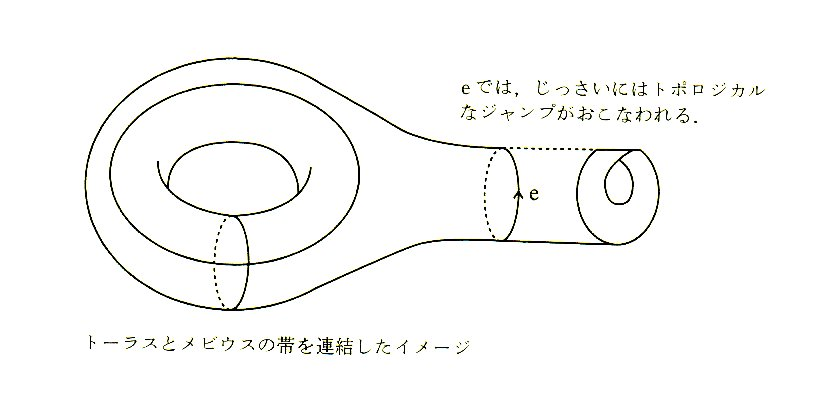 eでは，じっさいにはトポロジカル
なジャンプがおこなわれる．
e
トーラスとメビウスの帯を連結したイメージ